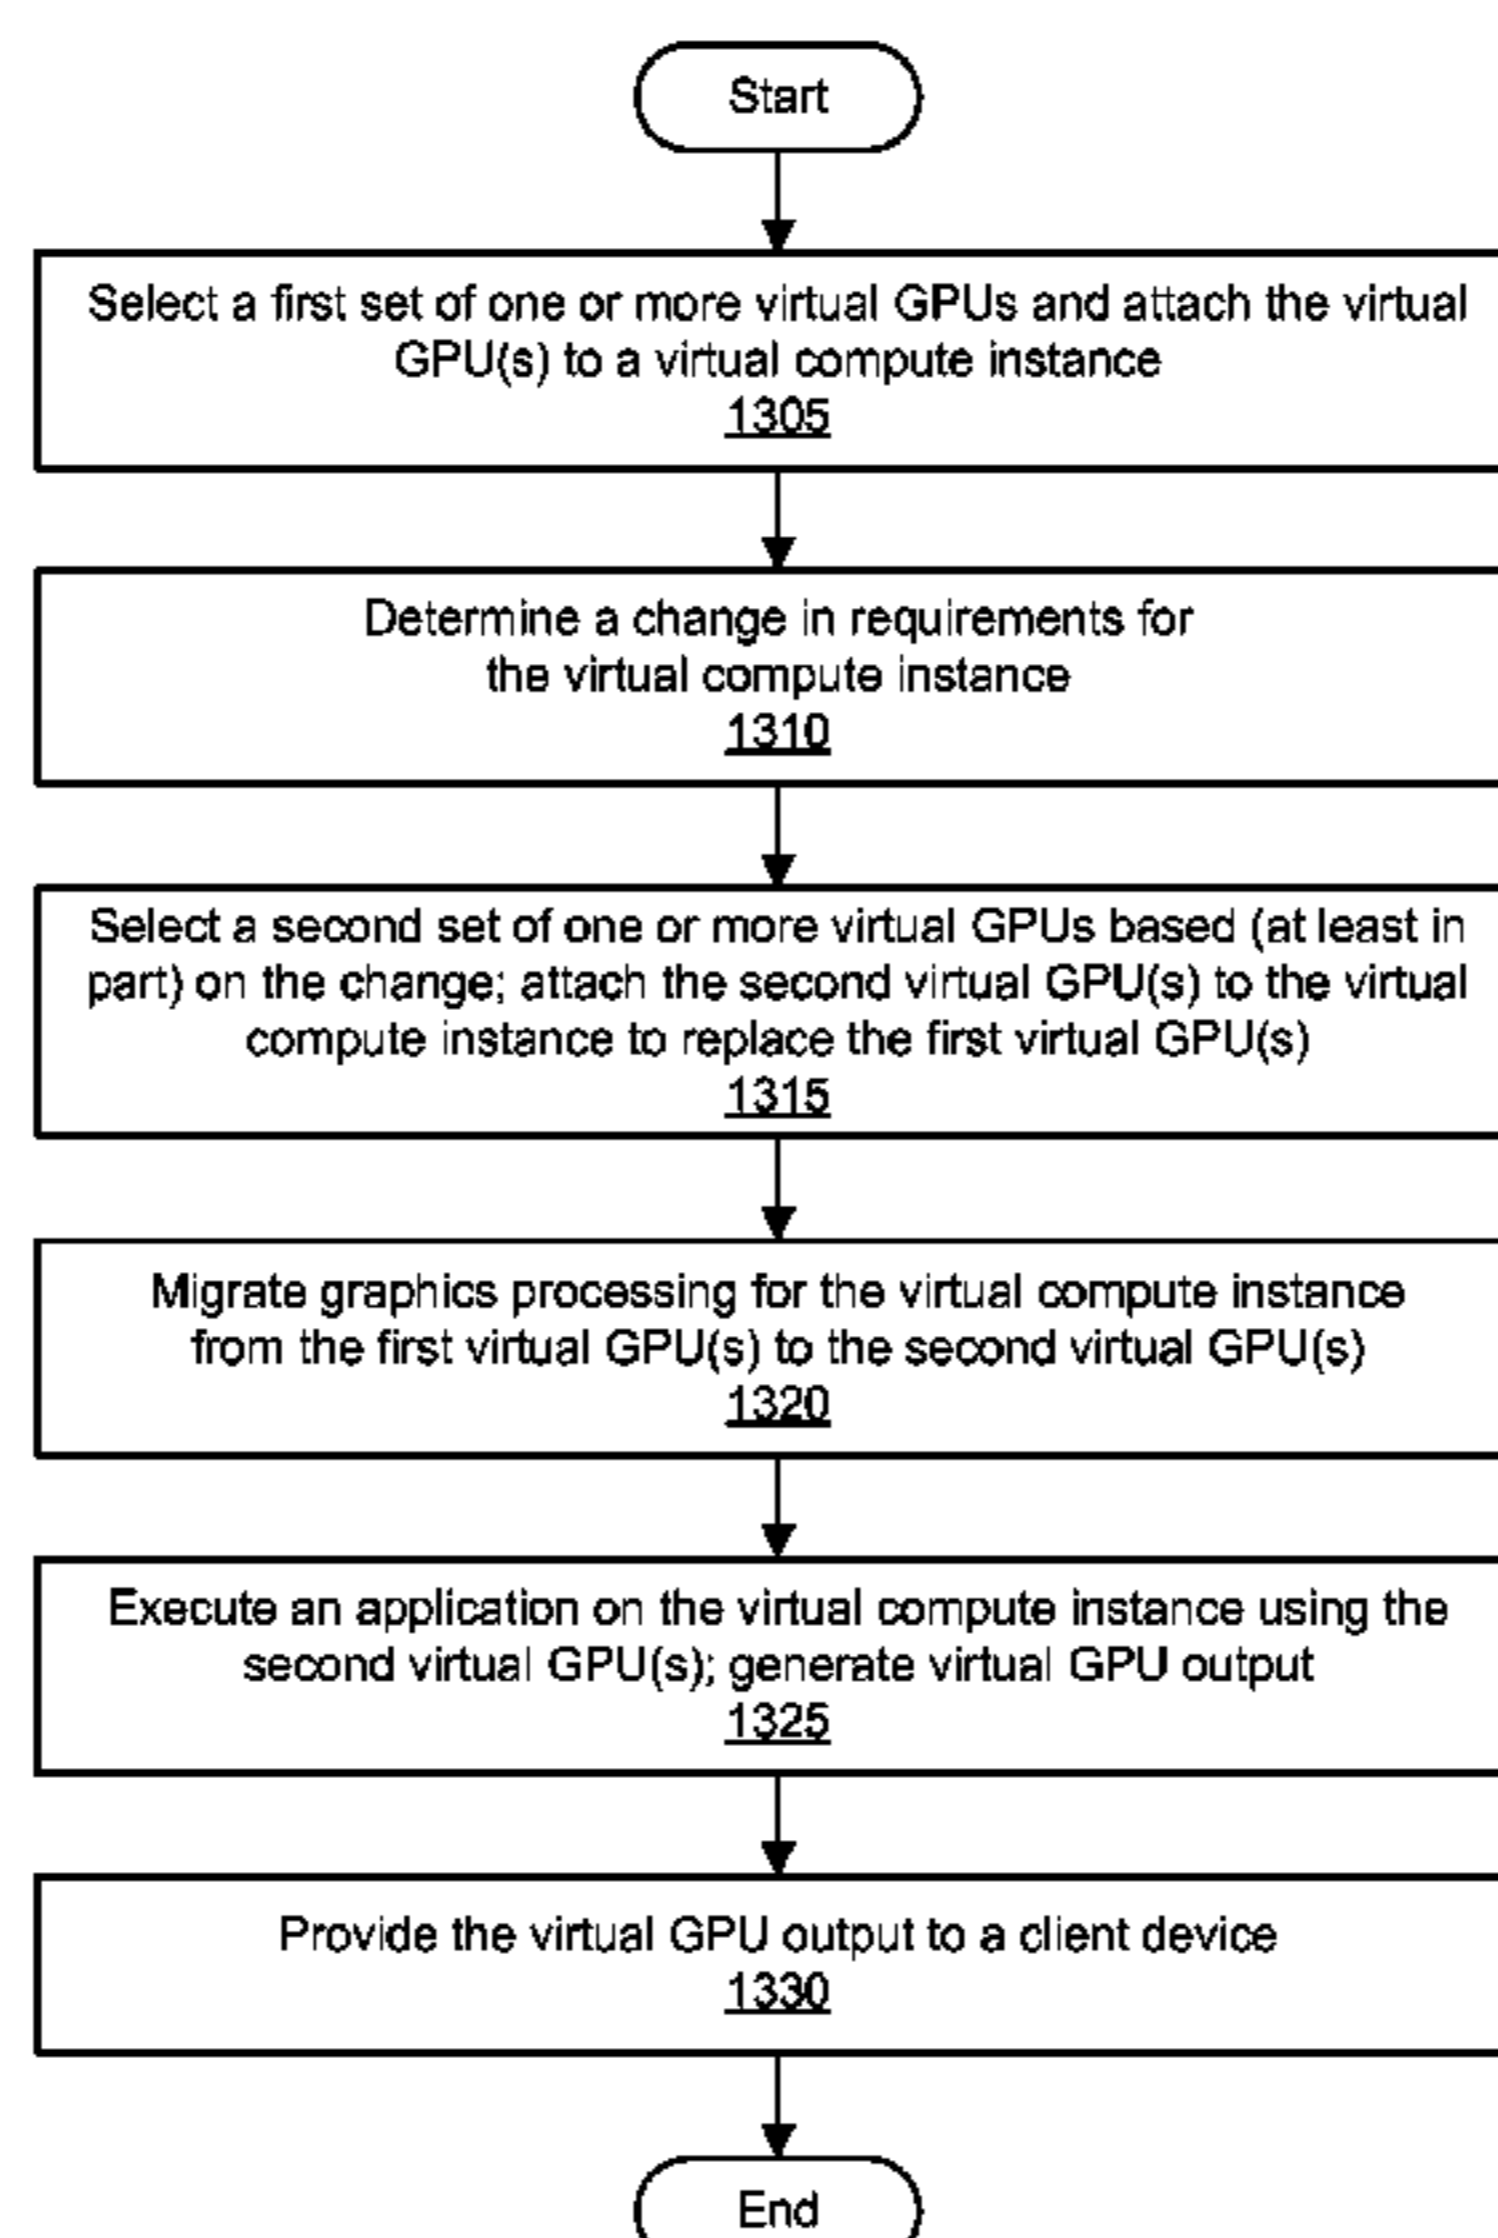 Start
Select a first set of one or more virtual GPUs and attach the virtual
GPU(s) to a virtual compute instance
1305
Determine a change in requirements for
the virtual compute instance
1310
Select a second set of one or more virtual GPUs based (at least in
part) on the change; attach the second virtual GPU(s) to the virtual
compute instance to replace the first virtual GPU(s)
1315
Migrate graphics processing for the virtual compute instance
from the first virtual GPU(s) to the second virtual GPU(s)
1320
Execute an application on the virtual compute instance using the
second virtual GPU(s); generate virtual GPU output
1325
Provide the virtual GPU output to a client device
1330
End